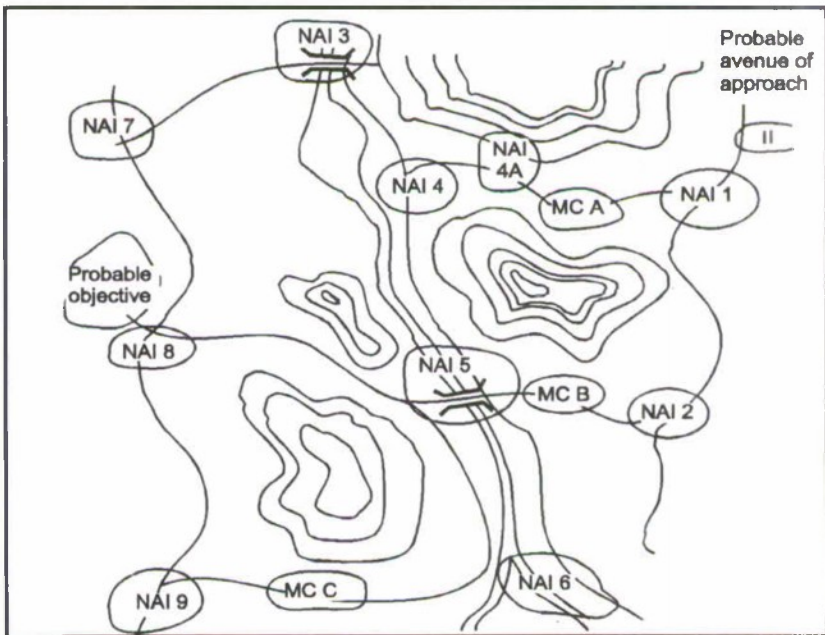 NAI 3
Probable
avenue of
approach
NAI 7
NAI
4A
II
NAI 4
MC A
NAI 1
Probable
objective
NAI 8
NAI 5
MC B
NAI 2
NAI 9
MC C
NAI 6